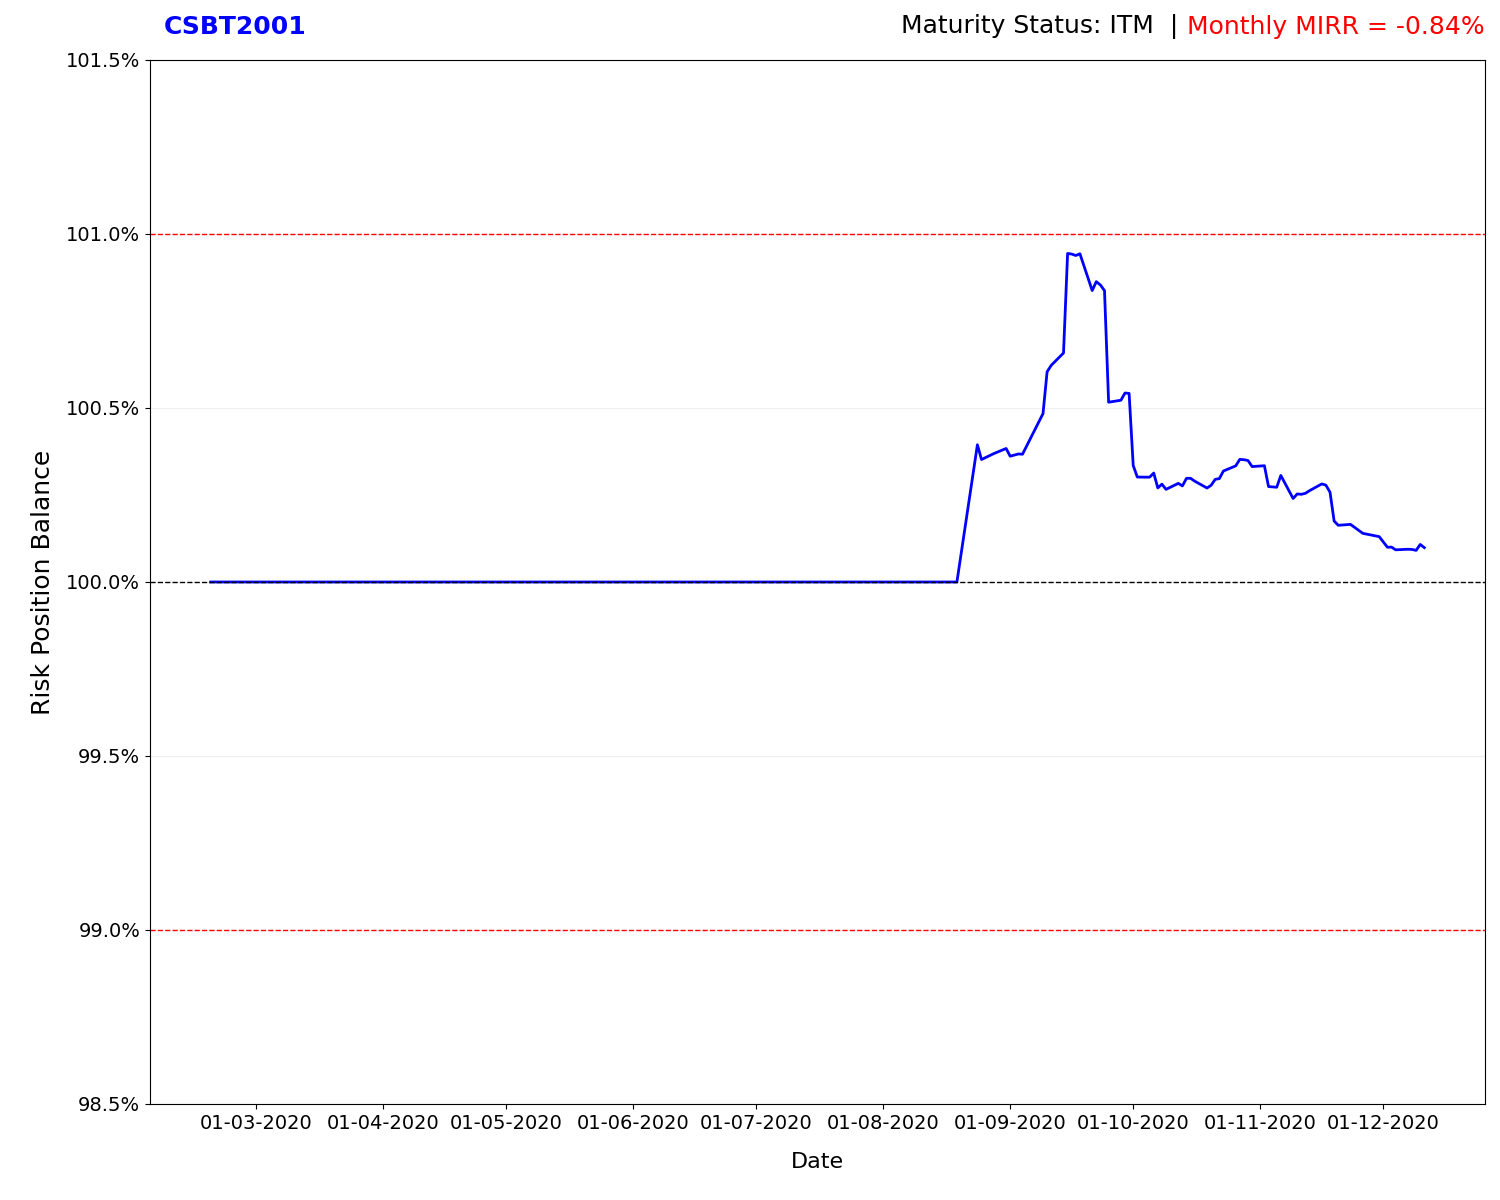 CSBT2001
Maturity Status: ITM | Monthly MIRR = -0.84%
101.5%
101.0%
100.5%
100.0%
99.5%
99.0%
98.5%
Risk Position Balance
01-03-2020 01-04-2020 01-05-2020 01-06-2020 01-07-2020 01-08-2020 01-09-2020 01-10-2020 01-11-2020 01-12-2020
Date